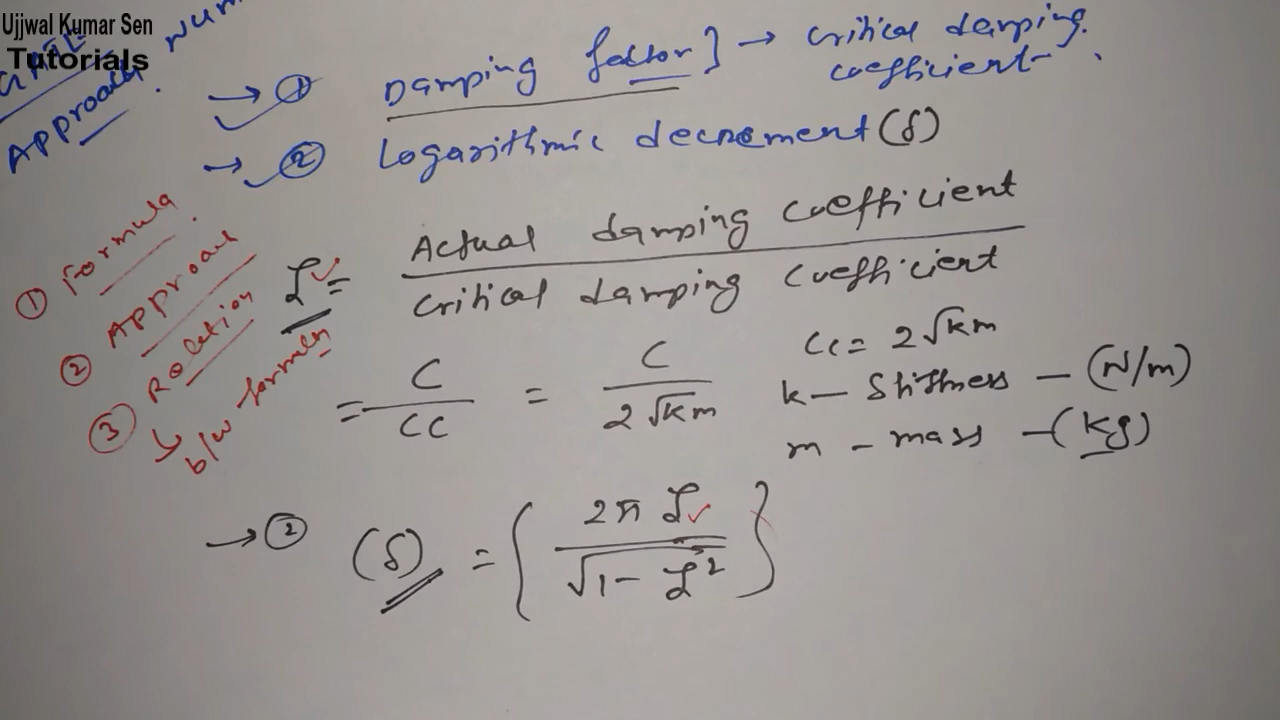 Ujjwal Kumar Sen
Tutorials
Approach
→ ① Damping factor] → critical damping coefficient
→ ② Logarithmic decrement (δ)
① Formula
② Approach
③ Relation
↳ b/w
ξ = Actual damping coefficient / Critical damping coefficient
= C / CC = C / 2√km
Cc = 2√km
k — Stiffness — (N/m)
m — mass — (kg)
→ ② (δ) = { 2π ξ / √1 - ξ² }